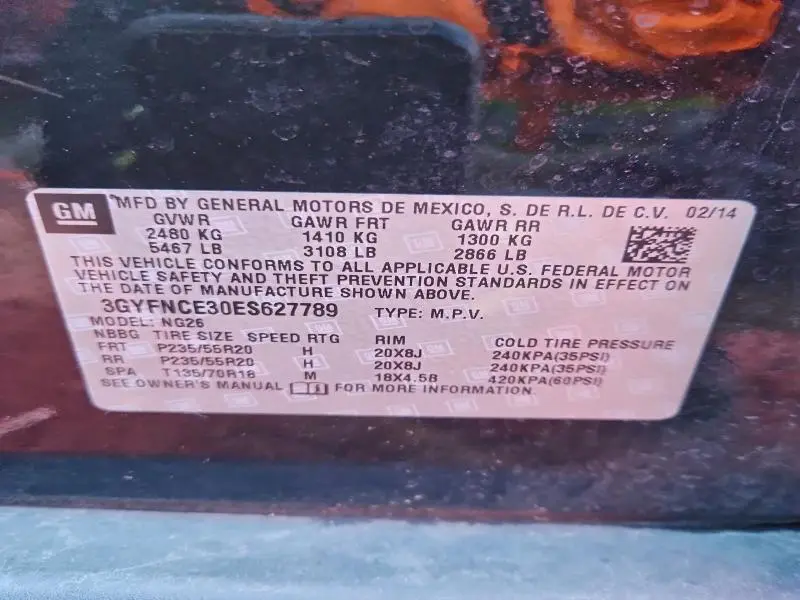 GM MFD BY GENERAL MOTORS DE MEXICO, S. DE R.L. DE C.V. 02/14
GVWR GAWR FRT GAWR RR
2480 KG 1410 KG 1300 KG
5467 LB 3108 LB 2866 LB
THIS VEHICLE CONFORMS TO ALL APPLICABLE U.S. FEDERAL MOTOR
VEHICLE SAFETY AND THEFT PREVENTION STANDARDS IN EFFECT ON
THE DATE OF MANUFACTURE SHOWN ABOVE.
3GYFNCE30ES627789 TYPE: M.P.V.
MODEL: NG26
NBBG TIRE SIZE SPEED RTG RIM COLD TIRE PRESSURE
FRT P235/55R20 H 20X8J 240KPA(35PSI)
RR P235/55R20 H 20X8J 240KPA(35PSI)
SPA T135/70R18 M 18X4.5B 420KPA(60PSI)
SEE OWNER'S MANUAL FOR MORE INFORMATION.